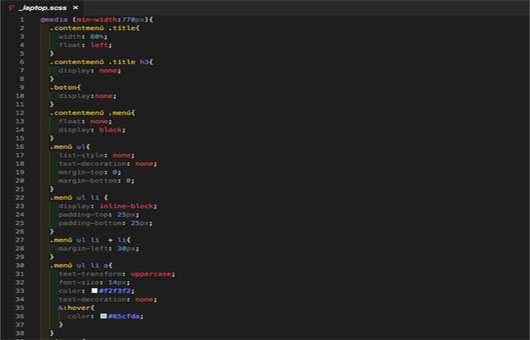 _laptop.scss ×
1 @media (min-width:770px){
2 .contentmenú .title{
3 width: 80%;
4 float: left;
5 }
6 .contentmenú .title h3{
7 display: none;
8 }
9 .boton{
10 display:none;
11 }
12 .contentmenú .menú{
13 float: none;
14 display: block;
15 }
16 .menú ul{
17 list-style: none;
18 text-decoration: none;
19 margin-top: 0;
20 margin-bottom: 0;
21 }
22 .menú ul li {
23 display: inline-block;
24 padding-top: 25px;
25 padding-bottom: 25px;
26 }
27 .menú ul li + li{
28 margin-left: 30px;
29 }
30 .menú ul li a{
31 text-transform: uppercase;
32 font-size: 14px;
33 color: #f2f3f2;
34 text-decoration: none;
35 &:hover{
36 color: #85cfda;
37 }
38 }